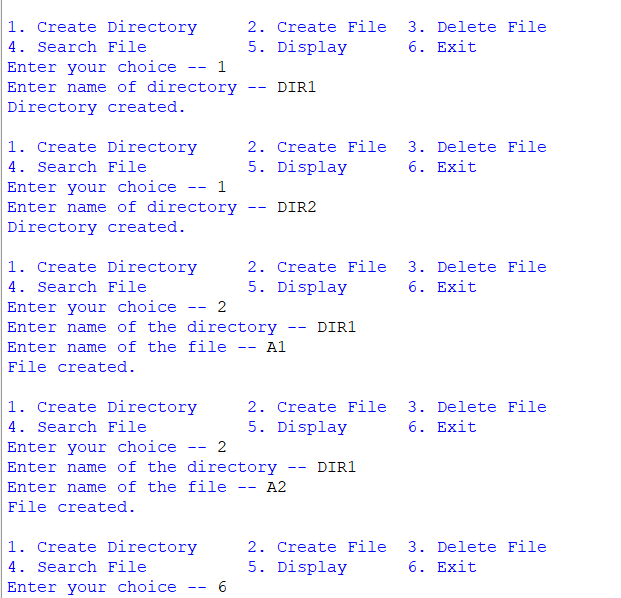 1. Create Directory     2. Create File  3. Delete File
4. Search File          5. Display      6. Exit
Enter your choice -- 1
Enter name of directory -- DIR1
Directory created.

1. Create Directory     2. Create File  3. Delete File
4. Search File          5. Display      6. Exit
Enter your choice -- 1
Enter name of directory -- DIR2
Directory created.

1. Create Directory     2. Create File  3. Delete File
4. Search File          5. Display      6. Exit
Enter your choice -- 2
Enter name of the directory -- DIR1
Enter name of the file -- A1
File created.

1. Create Directory     2. Create File  3. Delete File
4. Search File          5. Display      6. Exit
Enter your choice -- 2
Enter name of the directory -- DIR1
Enter name of the file -- A2
File created.

1. Create Directory     2. Create File  3. Delete File
4. Search File          5. Display      6. Exit
Enter your choice -- 6